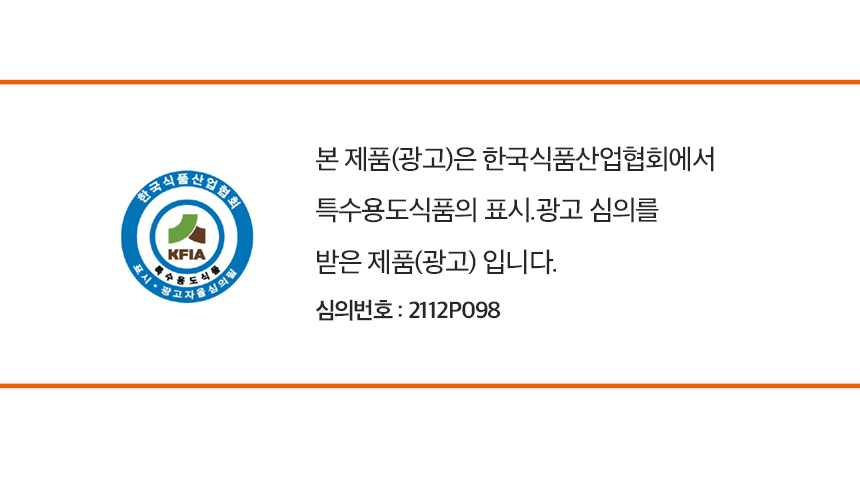 한국식품산업협회
KFIA
특수용도식품
표시·광고자율심의필
본 제품(광고)은 한국식품산업협회에서
특수용도식품의 표시.광고 심의를
받은 제품(광고) 입니다.
심의번호 : 2112P098